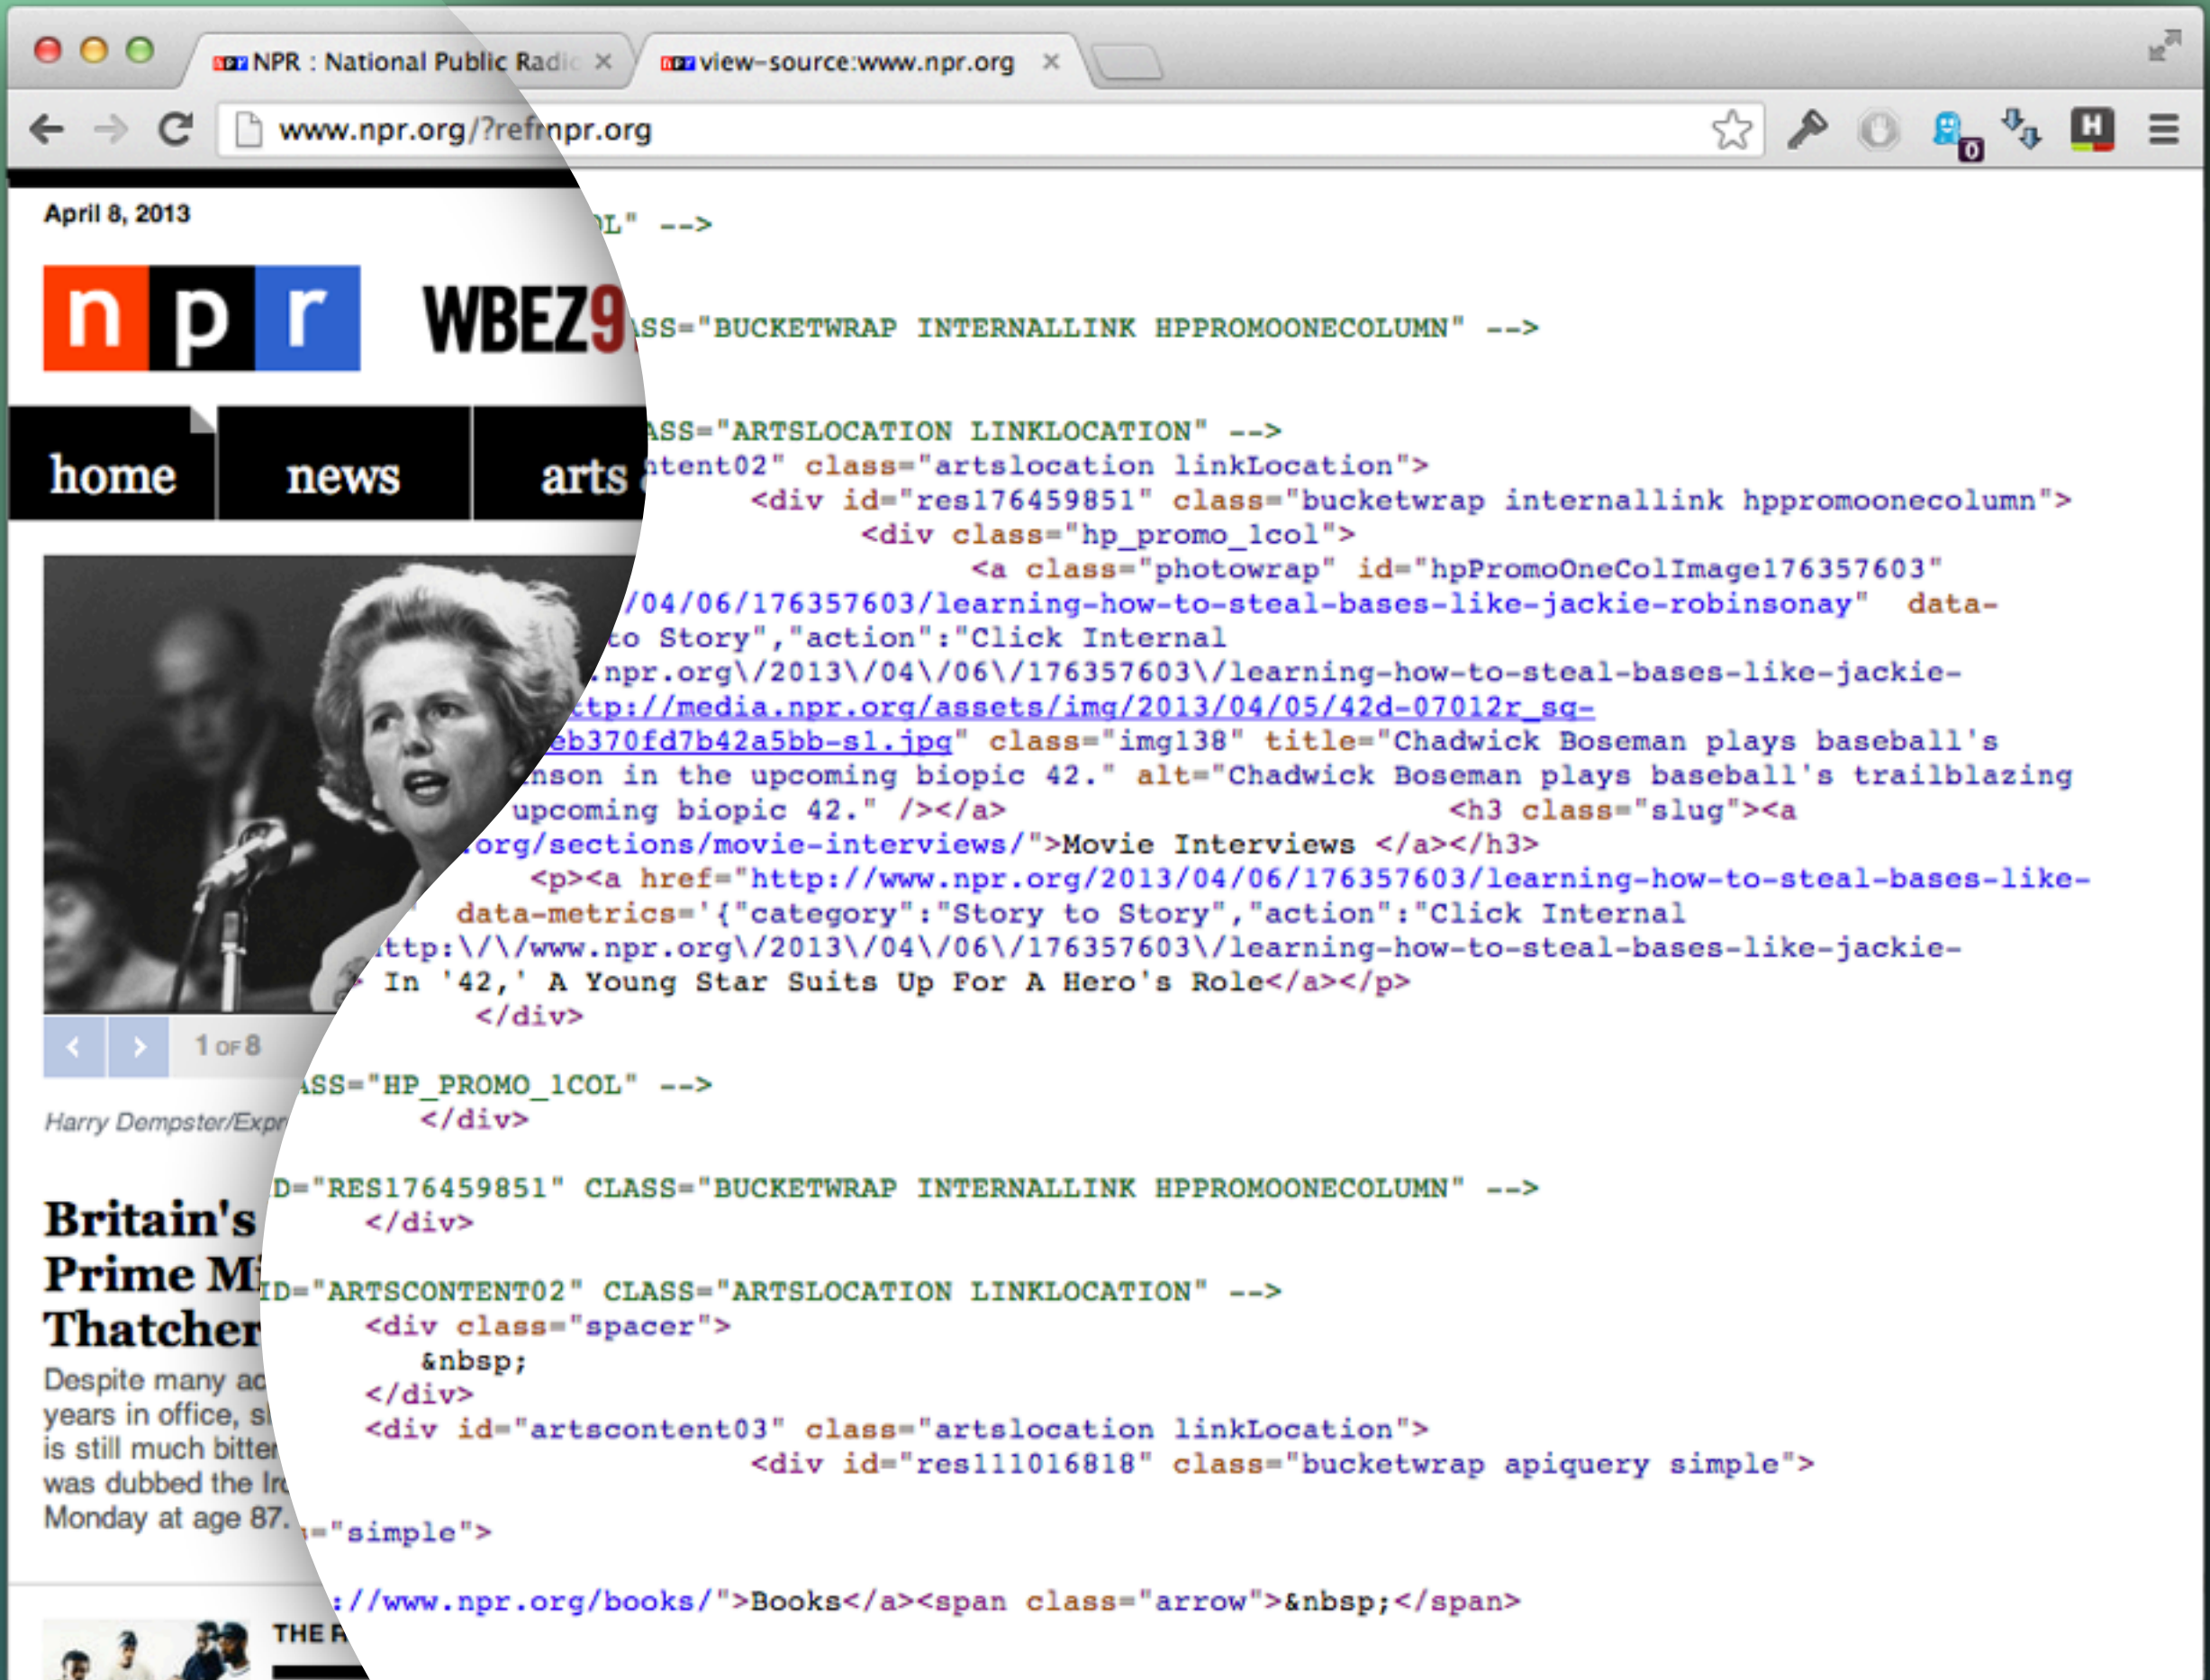 NPR : National Public Radio
view-source:www.npr.org
www.npr.org/?refrnpr.org
0
H
April 8, 2013
npr
WBEZ9
home
news
arts
1 OF 8
Harry Dempster/Expr
Britain's
Prime Mi
Thatcher
Despite many ac
years in office, s
is still much bitter
was dubbed the Iro
Monday at age 87.
THE R
OL" -->
ASS="BUCKETWRAP INTERNALLINK HPPROMOONECOLUMN" -->
ASS="ARTSLOCATION LINKLOCATION" -->
ntent02" class="artslocation linkLocation">
<div id="res176459851" class="bucketwrap internallink hppromoonecolumn">
<div class="hp_promo_1col">
<a class="photowrap" id="hpPromoOneColImage176357603"
/04/06/176357603/learning-how-to-steal-bases-like-jackie-robinsonay" data-
to Story","action":"Click Internal
.npr.org\/2013\/04\/06\/176357603\/learning-how-to-steal-bases-like-jackie-
ttp://media.npr.org/assets/img/2013/04/05/42d-07012r_sq-
eb370fd7b42a5bb-s1.jpg" class="img138" title="Chadwick Boseman plays baseball's
nson in the upcoming biopic 42." alt="Chadwick Boseman plays baseball's trailblazing
upcoming biopic 42." /></a> <h3 class="slug"><a
.org/sections/movie-interviews/">Movie Interviews </a></h3>
<p><a href="http://www.npr.org/2013/04/06/176357603/learning-how-to-steal-bases-like-
" data-metrics='{"category":"Story to Story","action":"Click Internal
ttp:\/\/www.npr.org\/2013\/04\/06\/176357603\/learning-how-to-steal-bases-like-jackie-
> In '42,' A Young Star Suits Up For A Hero's Role</a></p>
</div>
ASS="HP_PROMO_1COL" -->
</div>
ID="RES176459851" CLASS="BUCKETWRAP INTERNALLINK HPPROMOONECOLUMN" -->
</div>
ID="ARTSCONTENT02" CLASS="ARTSLOCATION LINKLOCATION" -->
<div class="spacer">
&nbsp;
</div>
<div id="artscontent03" class="artslocation linkLocation">
<div id="res111016818" class="bucketwrap apiquery simple">
s="simple">
://www.npr.org/books/">Books</a><span class="arrow">&nbsp;</span>